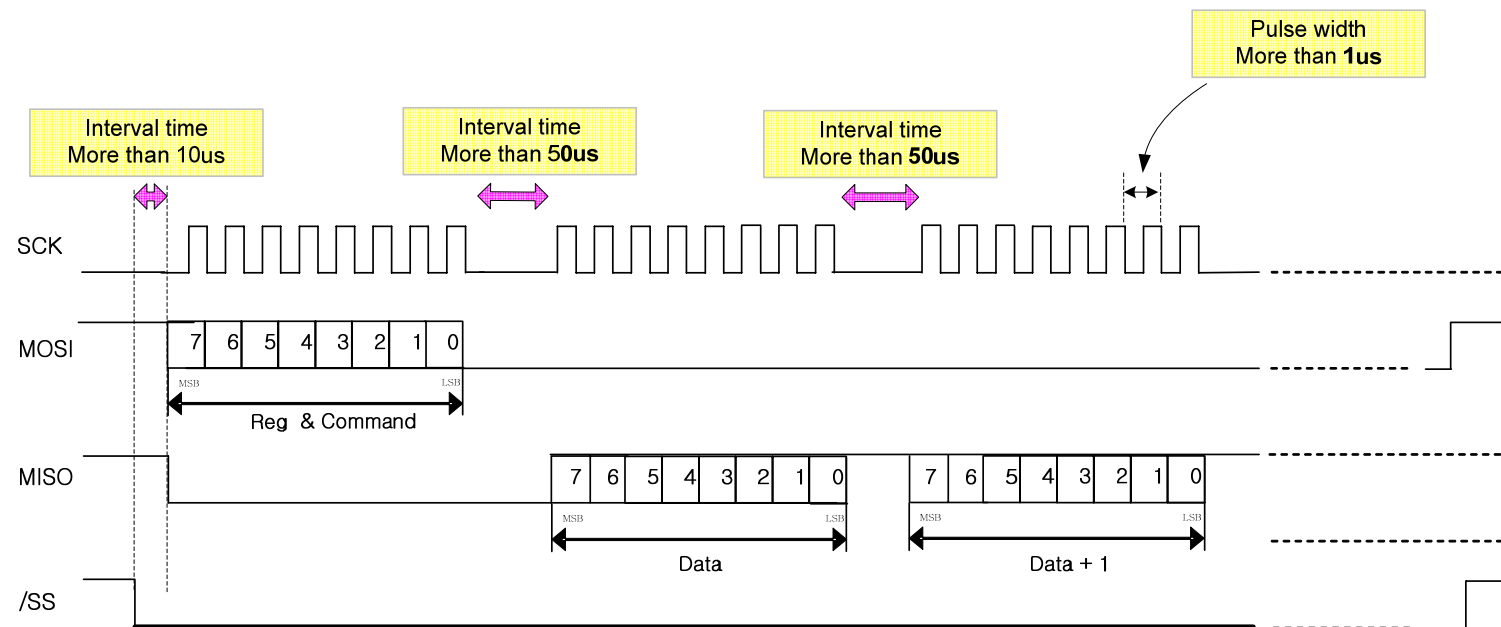 Pulse width
More than 1us
Interval time
More than 10us
Interval time
More than 50us
Interval time
More than 50us
SCK
MOSI
7 6 5 4 3 2 1 0
MSB LSB
Reg & Command
MISO
7 6 5 4 3 2 1 0
7 6 5 4 3 2 1 0
MSB LSB
MSB LSB
Data
Data + 1
/SS